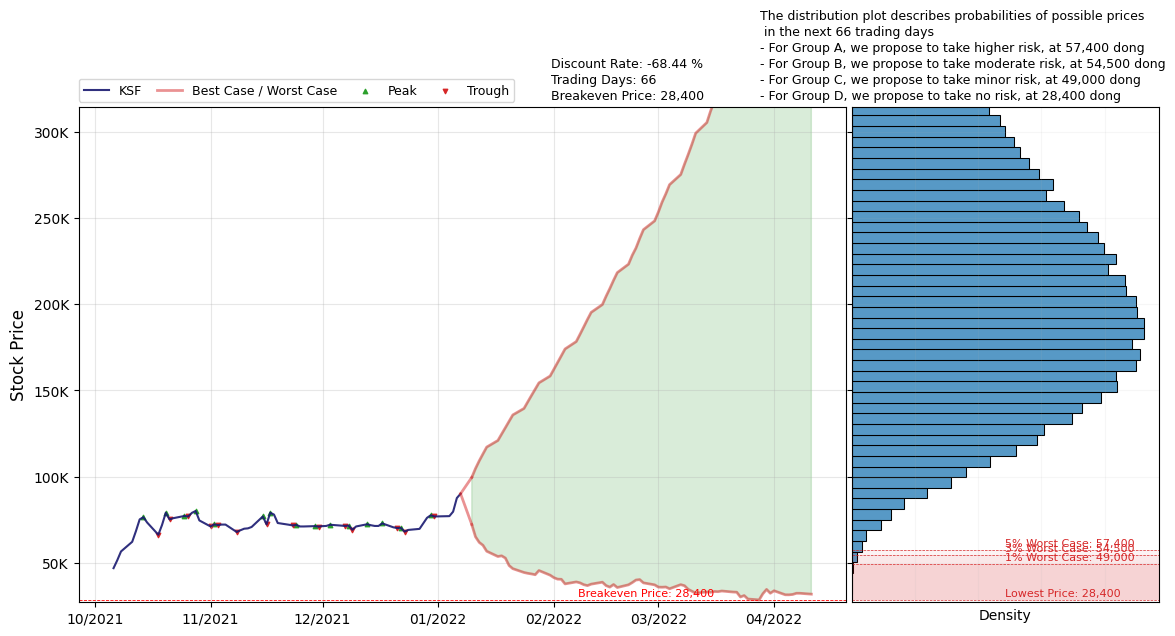 The distribution plot describes probabilities of possible prices
in the next 66 trading days
- For Group A, we propose to take higher risk, at 57,400 dong
- For Group B, we propose to take moderate risk, at 54,500 dong
- For Group C, we propose to take minor risk, at 49,000 dong
- For Group D, we propose to take no risk, at 28,400 dong
Discount Rate: -68.44 %
Trading Days: 66
Breakeven Price: 28,400
KSF
Best Case / Worst Case
Peak
Trough
Stock Price
300K
250K
200K
150K
100K
50K
5% Worst Case: 57,400
3% Worst Case: 54,500
1% Worst Case: 49,000
Breakeven Price: 28,400
Lowest Price: 28,400
10/2021
11/2021
12/2021
01/2022
02/2022
03/2022
04/2022
Density